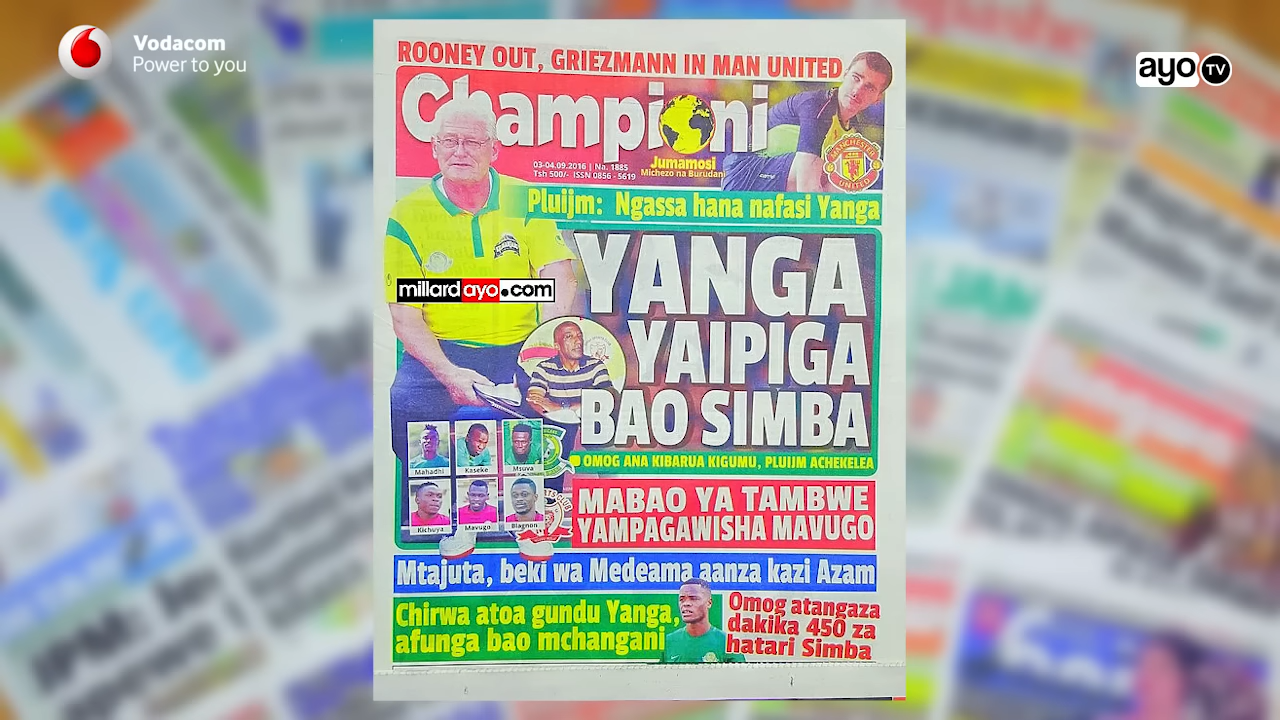 Vodacom
Power to you
ayo TV
ROONEY OUT, GRIEZMANN IN MAN UNITED
Championi
03-04.09.2016 | Na. 1885
Tsh 500/- ISSN 0856 - 5619
Jumamosi
Michezo na Burudani
MANCHESTER
UNITED
Pluijm: Ngassa hana nafasi Yanga
YANGA
YAIPIGA
BAO SIMBA
millardayo.com
OMOG ANA KIBARUA KIGUMU, PLUIJM ACHEKELEA
Mahadhi
Kaseke
Msuva
Kichuya
Mavugo
Blagnon
MABAO YA TAMBWE
YAMPAGAWISHA MAVUGO
Mtajuta, beki wa Medeama aanza kazi Azam
Chirwa atoa gundu Yanga,
afunga bao mchangani
Omog atangaza
dakika 450 za
hatari Simba